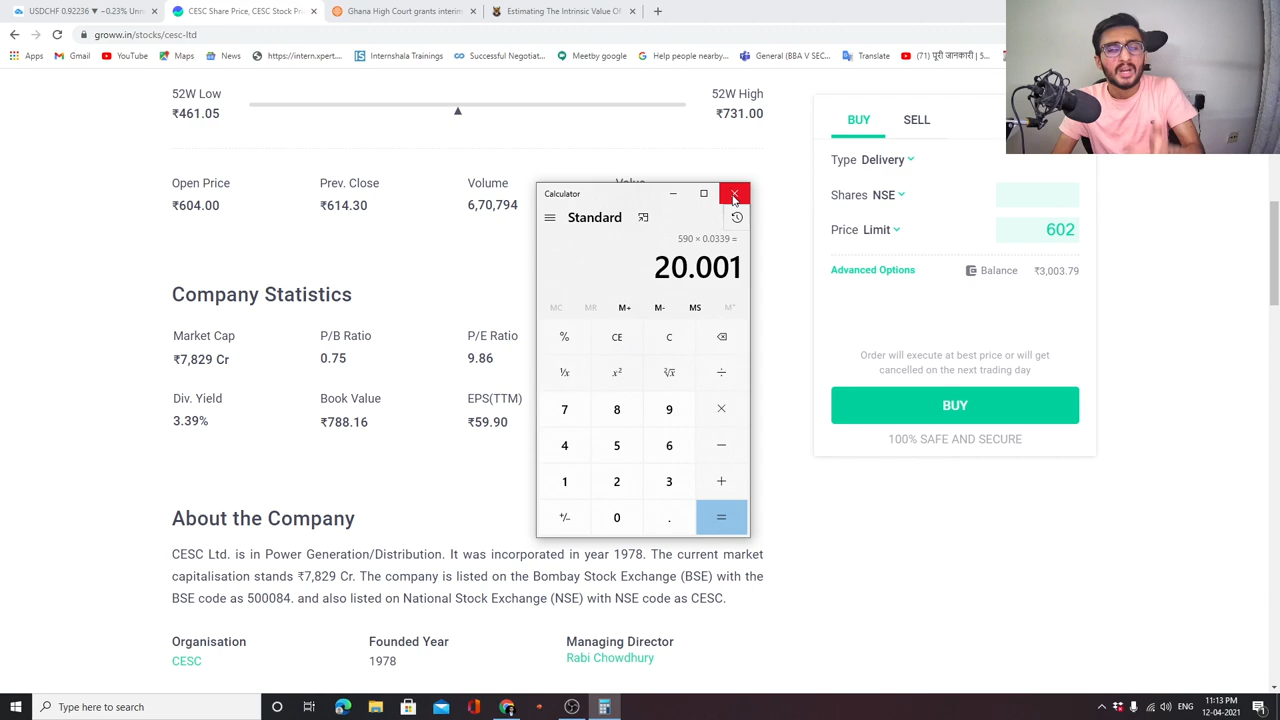 USDCHF 0.92236 ▼ −0.23% Unn
CESC Share Price, CESC Stock P
Ghana High Court grants interim
Estimating The Intrinsic Value Of
groww.in/stocks/cesc-ltd
Apps
Gmail
YouTube
Maps
News
https://intern.xpert...
Internshala Trainings
Successful Negotiat...
Meetby google
Help people nearby...
General (BBA V SEC...
Translate
(71) पूरी जानकारी | 5...
52W Low
52W High
₹461.05
₹731.00
Open Price
Prev. Close
Volume
Value
₹604.00
₹614.30
6,70,794
Company Statistics
Market Cap
P/B Ratio
P/E Ratio
₹7,829 Cr
0.75
9.86
Div. Yield
Book Value
EPS(TTM)
3.39%
₹788.16
₹59.90
About the Company
CESC Ltd. is in Power Generation/Distribution. It was incorporated in year 1978. The current market
capitalisation stands ₹7,829 Cr. The company is listed on the Bombay Stock Exchange (BSE) with the
BSE code as 500084. and also listed on National Stock Exchange (NSE) with NSE code as CESC.
Organisation
Founded Year
Managing Director
CESC
1978
Rabi Chowdhury
Calculator
Standard
590 × 0.0339 =
20.001
MC MR M+ M- MS M˅
% CE C
¹/x x² ²√x ÷
7 8 9 ×
4 5 6 −
1 2 3 +
+/− 0 . =
BUY SELL
Type Delivery
Shares NSE
Price Limit 602
Advanced Options
Balance ₹3,003.79
Order will execute at best price or will get
cancelled on the next trading day
BUY
100% SAFE AND SECURE
Type here to search
ENG
11:13 PM
12-04-2021
1